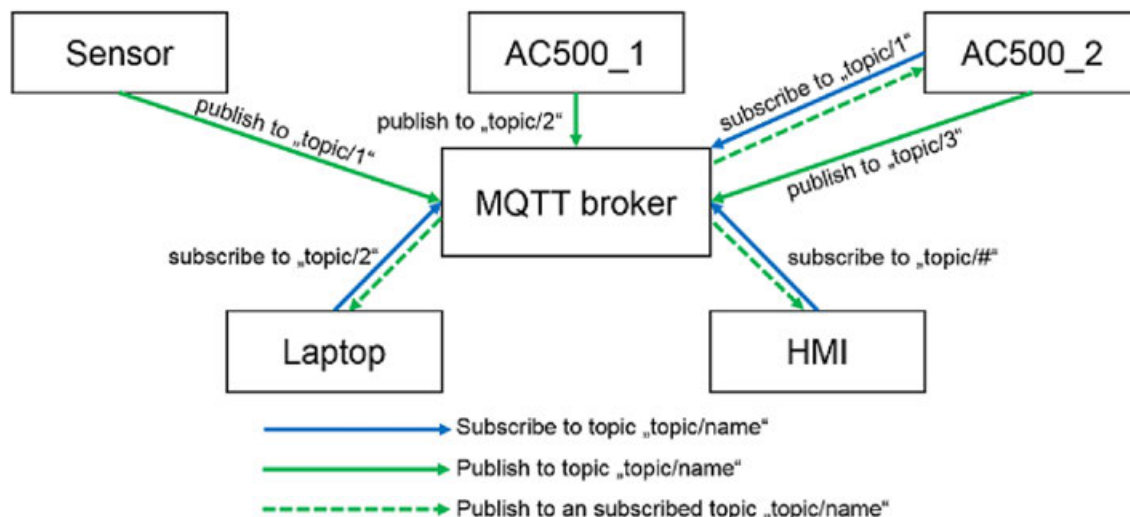 Sensor
AC500_1
AC500_2
publish to „topic/1“
publish to „topic/2“
subscribe to „topic/1“
publish to „topic/3“
MQTT broker
subscribe to „topic/2“
subscribe to „topic/#“
Laptop
HMI
Subscribe to topic „topic/name“
Publish to topic „topic/name“
Publish to an subscribed topic „topic/name“